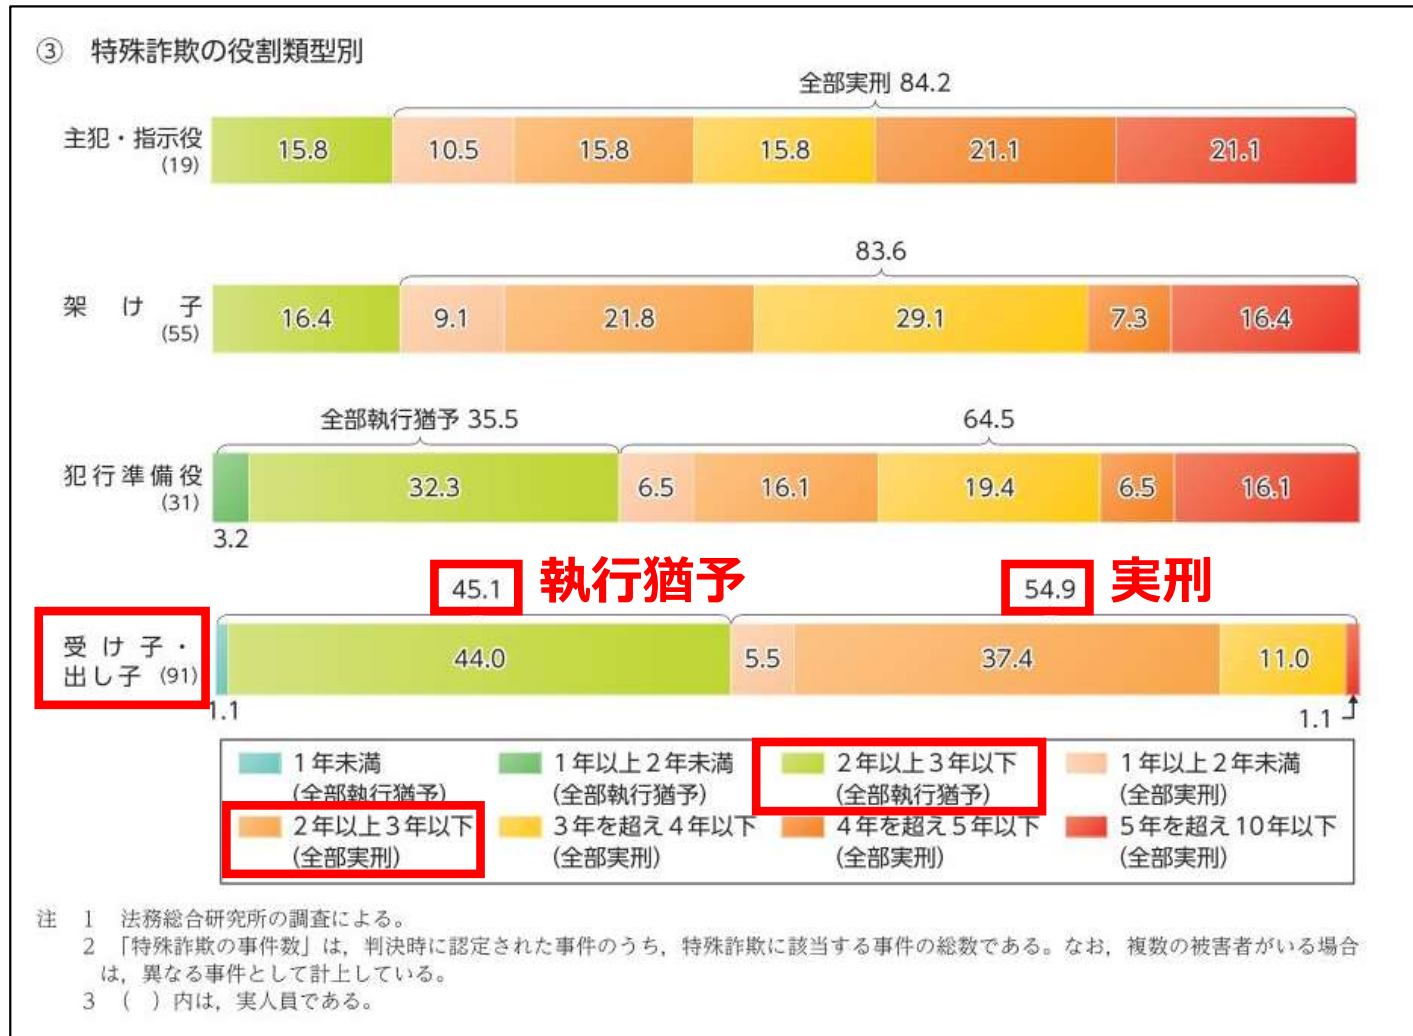 ③ 特殊詐欺の役割類型別
全部実刑 84.2
主犯・指示役
(19)
15.8 10.5 15.8 15.8 21.1 21.1
83.6
架け子
(55)
16.4 9.1 21.8 29.1 7.3 16.4
全部執行猶予 35.5 64.5
犯行準備役
(31)
32.3 6.5 16.1 19.4 6.5 16.1
3.2
45.1 執行猶予 54.9 実刑
受け子・
出し子 (91)
44.0 5.5 37.4 11.0
1.1 1.1
1年未満 1年以上2年未満 2年以上3年以下 1年以上2年未満
(全部執行猶予) (全部執行猶予) (全部執行猶予) (全部実刑)
2年以上3年以下 3年を超え4年以下 4年を超え5年以下 5年を超え10年以下
(全部実刑) (全部実刑) (全部実刑) (全部実刑)
注 1 法務総合研究所の調査による。
2 「特殊詐欺の事件数」は，判決時に認定された事件のうち，特殊詐欺に該当する事件の総数である。なお，複数の被害者がいる場合
は，異なる事件として計上している。
3 ( )内は，実人員である。